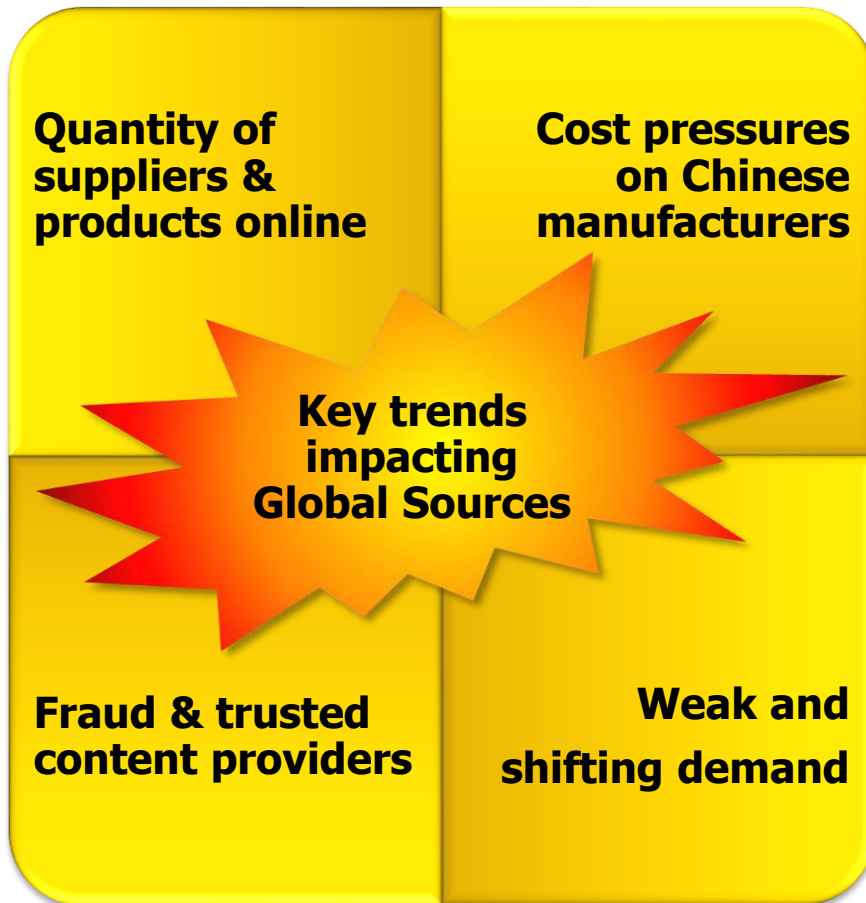 Quantity of
suppliers &
products online
Cost pressures
on Chinese
manufacturers
Key trends
impacting
Global Sources
Fraud & trusted
content providers
Weak and
shifting demand